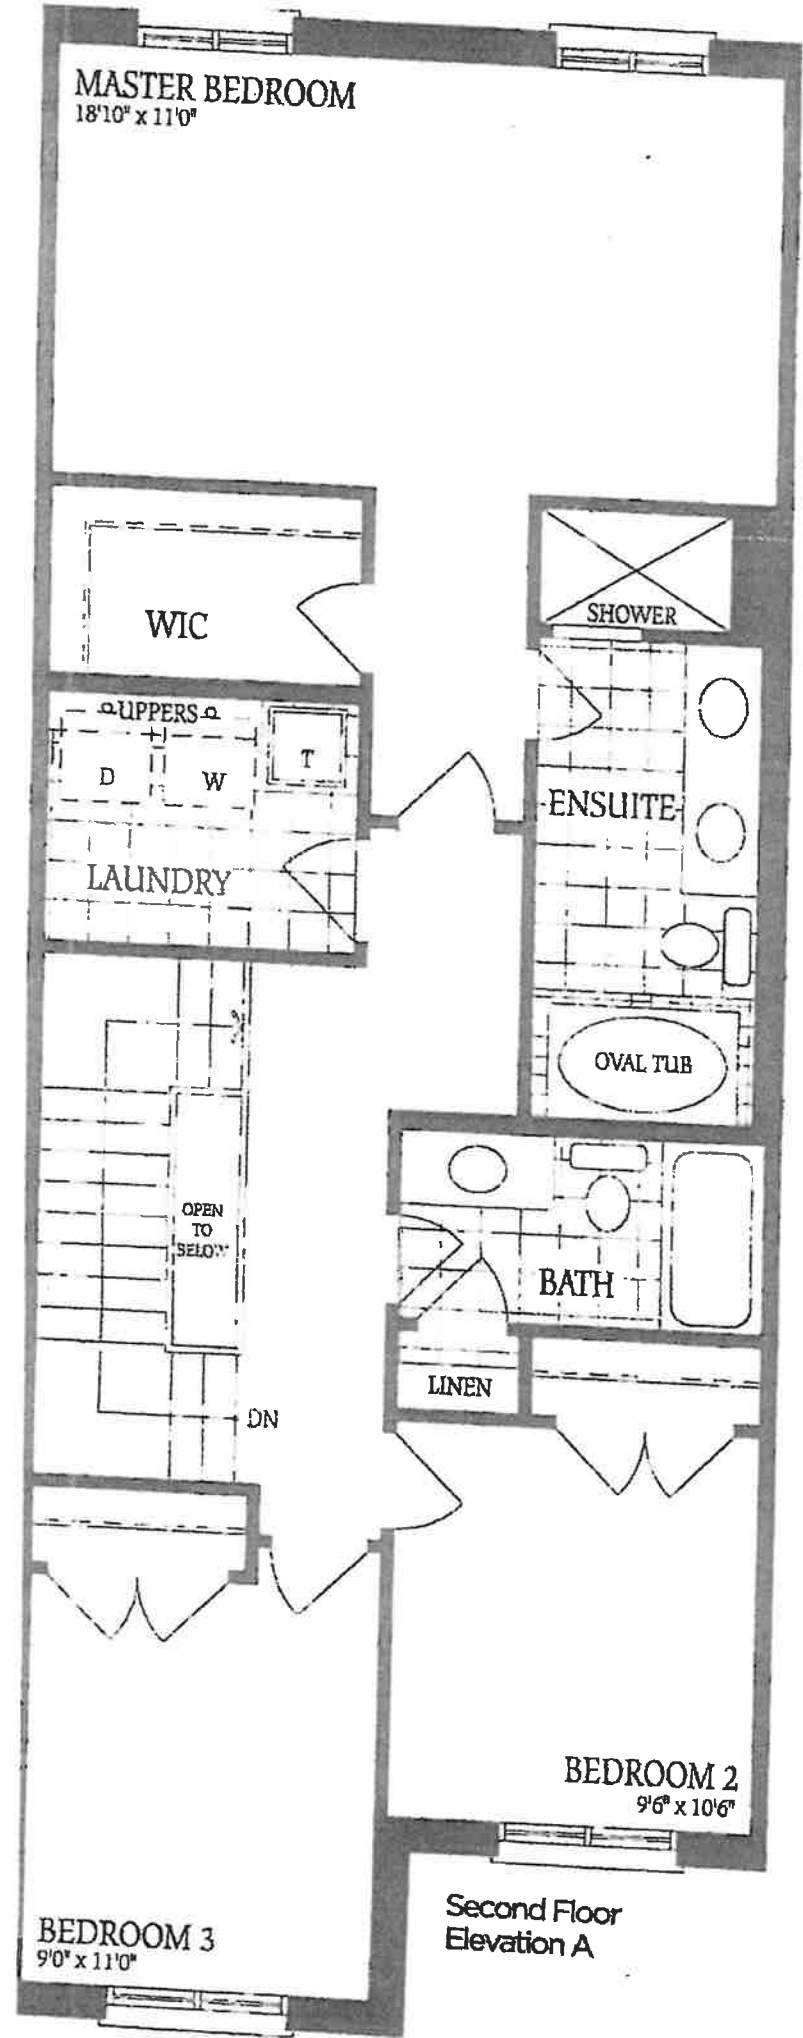 MASTER BEDROOM
18'10" x 11'0"
SHOWER
WIC
UPPERS
D
W
T
ENSUITE
LAUNDRY
OVAL TUB
OPEN
TO
BELOW
BATH
LINEN
DN
BEDROOM 2
9'6" x 10'6"
Second Floor
Elevation A
BEDROOM 3
9'0" x 11'0"